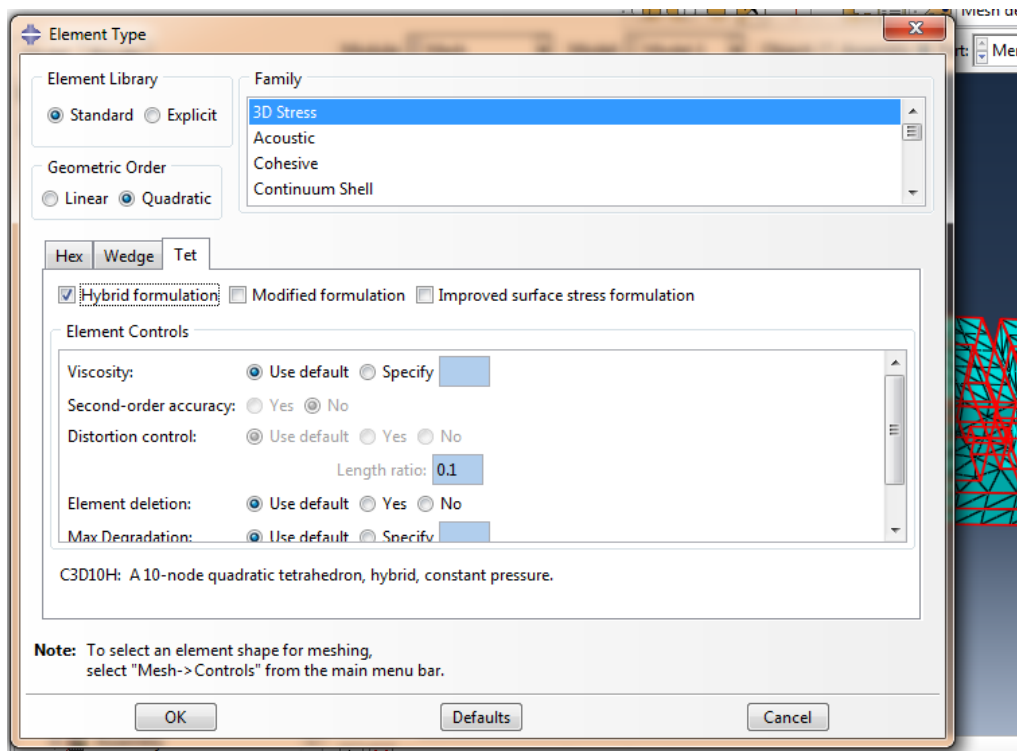 Mesh de
Element Type
rt: Me
Element Library
Family
Standard Explicit
3D Stress
Acoustic
Cohesive
Continuum Shell
Geometric Order
Linear Quadratic
Hex Wedge Tet
Hybrid formulation Modified formulation Improved surface stress formulation
Element Controls
Viscosity: Use default Specify
Second-order accuracy: Yes No
Distortion control: Use default Yes No
Length ratio: 0.1
Element deletion: Use default Yes No
Max Degradation: Use default Specify
C3D10H: A 10-node quadratic tetrahedron, hybrid, constant pressure.
Note: To select an element shape for meshing,
select "Mesh->Controls" from the main menu bar.
OK Defaults Cancel